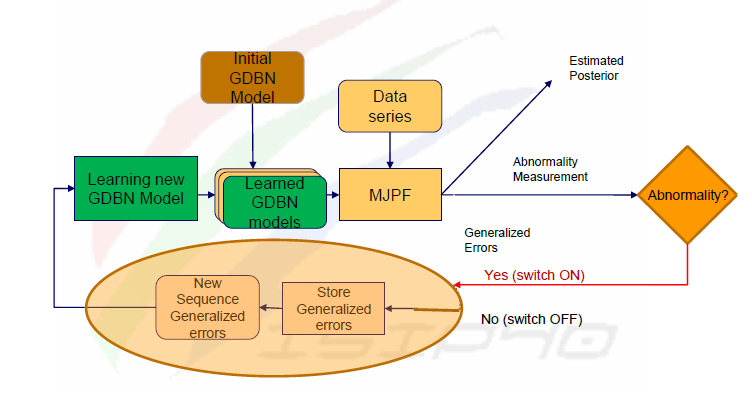 Initial
GDBN
Model
Data
series
Estimated
Posterior
Learning new
GDBN Model
Learned
GDBN
models
MJPF
Abnormality
Measurement
Abnormality?
Generalized
Errors
Yes (switch ON)
New
Sequence
Generalized
errors
Store
Generalized
errors
No (switch OFF)
ISIP40